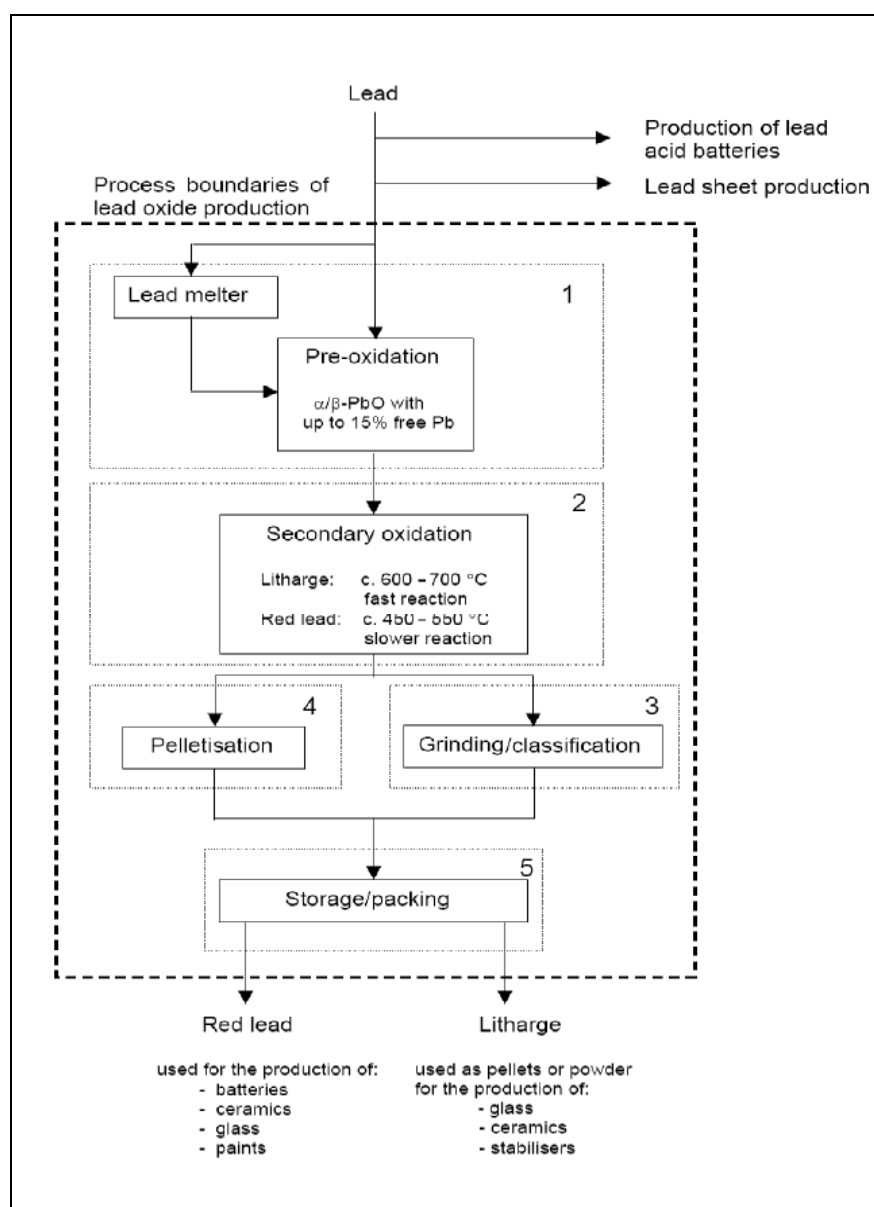 Lead
Production of lead
acid batteries
Lead sheet production
Process boundaries of
lead oxide production
1
Lead melter
Pre-oxidation
α/β-PbO with
up to 15% free Pb
2
Secondary oxidation
Litharge: c. 600 – 700 °C
fast reaction
Red lead: c. 450 – 550 °C
slower reaction
4
3
Pelletisation
Grinding/classification
5
Storage/packing
Red lead
Litharge
used for the production of:
- batteries
- ceramics
- glass
- paints
used as pellets or powder
for the production of:
- glass
- ceramics
- stabilisers